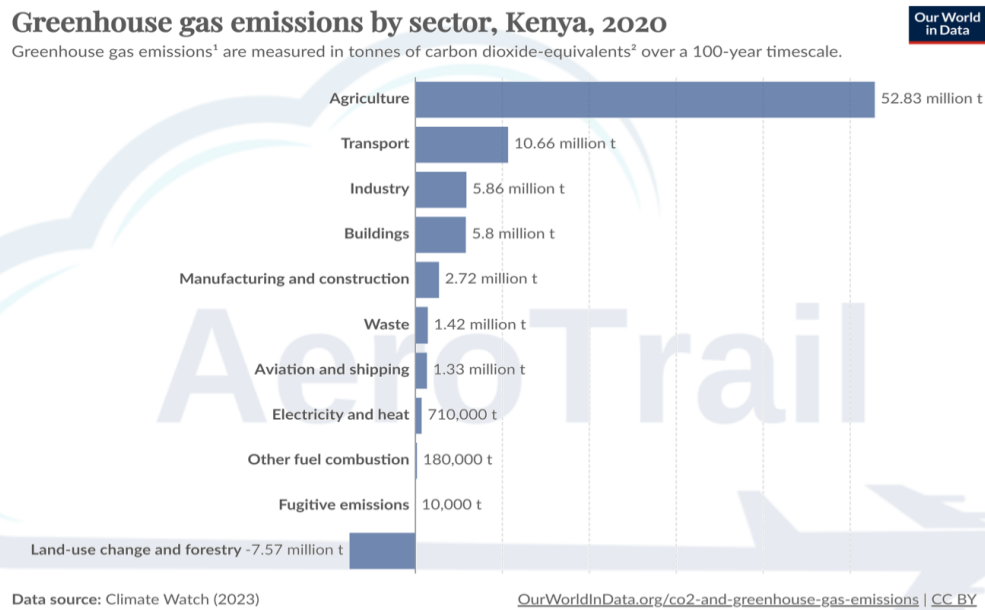 Greenhouse gas emissions by sector, Kenya, 2020
Our World
in Data
Greenhouse gas emissions¹ are measured in tonnes of carbon dioxide-equivalents² over a 100-year timescale.
Agriculture 52.83 million t
Transport 10.66 million t
Industry 5.86 million t
Buildings 5.8 million t
Manufacturing and construction 2.72 million t
Waste 1.42 million t
AeroTrail
Aviation and shipping 1.33 million t
Electricity and heat 710,000 t
Other fuel combustion 180,000 t
Fugitive emissions 10,000 t
Land-use change and forestry -7.57 million t
Data source: Climate Watch (2023) OurWorldInData.org/co2-and-greenhouse-gas-emissions | CC BY